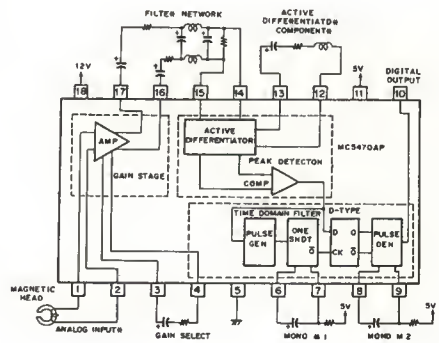 FILTER NETWORK
ACTIVE
DIFFERENTIATOR
COMPONENTS
12V
5V
DIGITAL
OUTPUT
18
17
16
15
14
13
12
11
10
AMP
GAIN STAGE
ACTIVE
DIFFERENTIATOR
PEAK DETECTOR
COMP
MC3470AP
TIME DOMAIN FILTER
D-TYPE
PULSE
GEN
ONE
SHOT
D
Q
CK
Q
PULSE
GEN
Q
MAGNETIC
HEAD
1
2
3
4
5
6
7
8
9
ANALOG INPUTS
GAIN SELECT
MONO #1
5V
MONO #2
5V